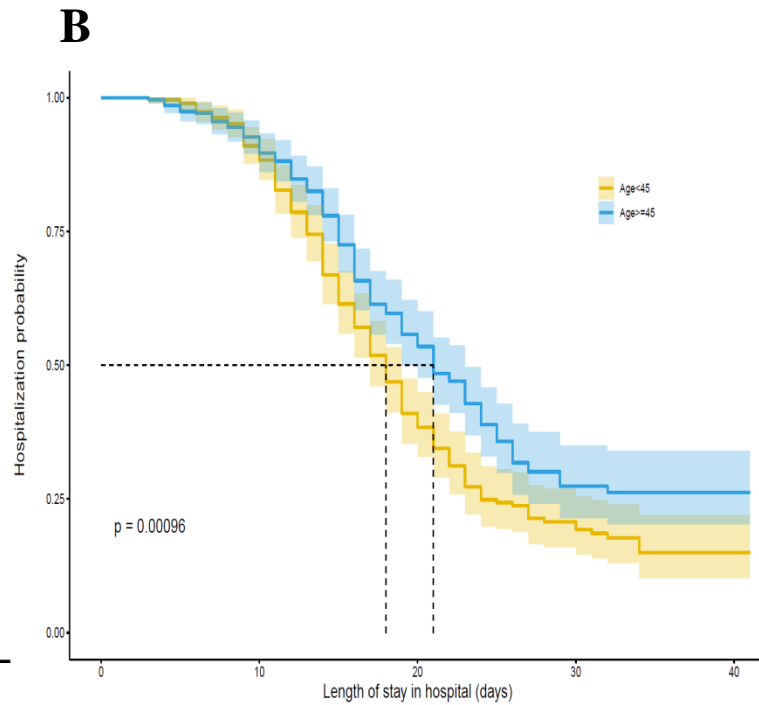 B
Hospitalization probability
1.00
0.75
0.50
0.25
0.00
Age<45
Age>=45
p = 0.00096
0
10
20
30
40
Length of stay in hospital (days)